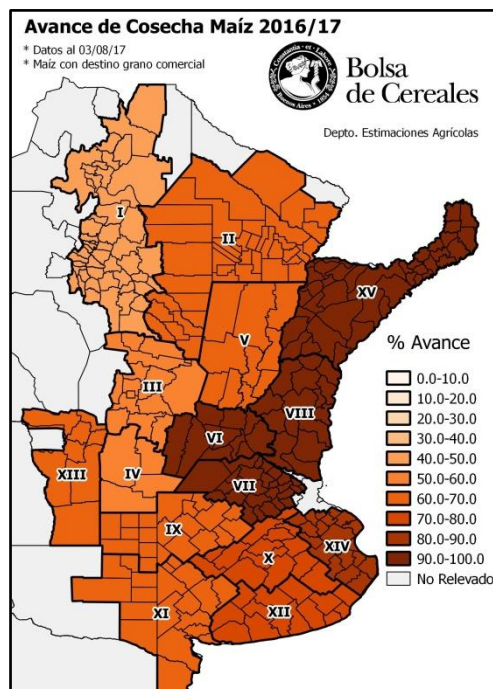 Avance de Cosecha Maíz 2016/17
* Datos al 03/08/17
* Maíz con destino grano comercial
Bolsa
de Cereales
Depto. Estimaciones Agrícolas
I
II
XV
V
% Avance
0.0-10.0
10.0-20.0
20.0-30.0
30.0-40.0
40.0-50.0
50.0-60.0
60.0-70.0
70.0-80.0
80.0-90.0
90.0-100.0
No Relevado
III
VIII
VI
XIII
IV
VII
IX
XIV
X
XI
XII